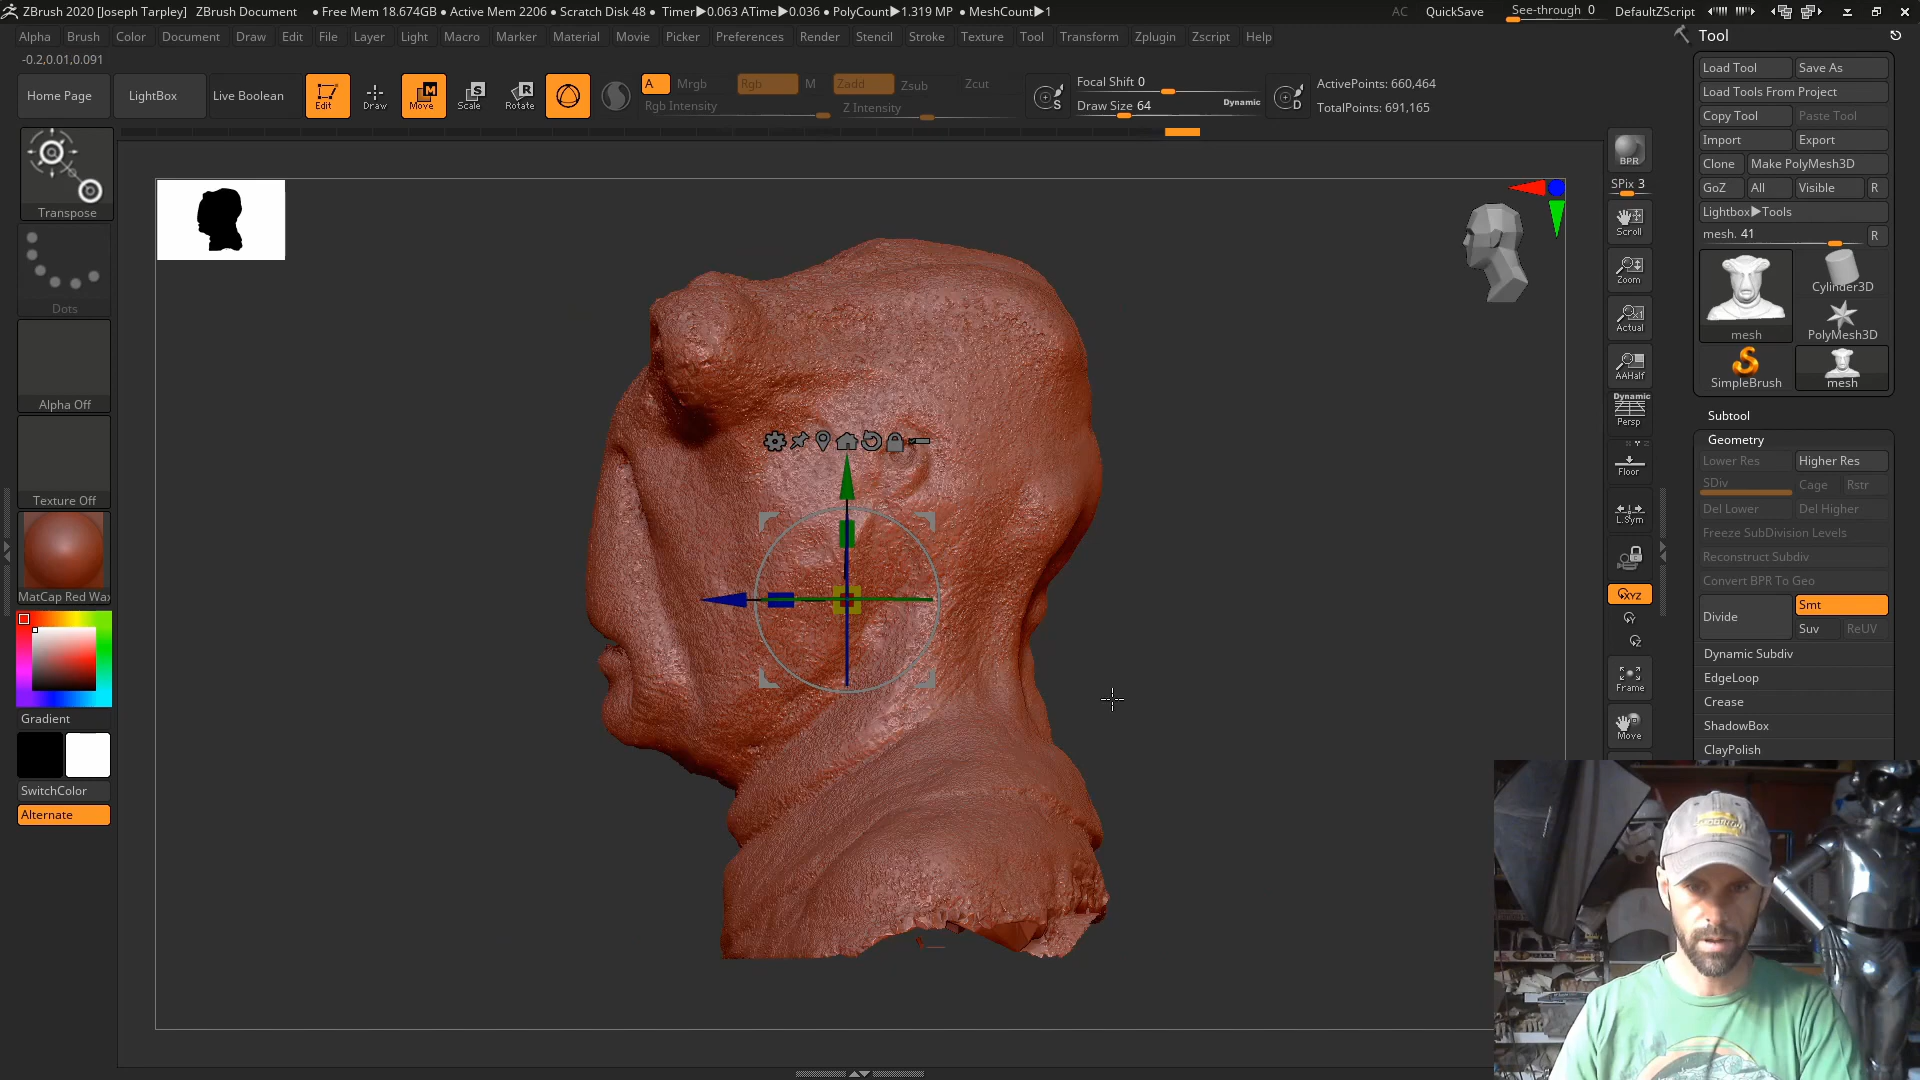 ZBrush 2020 [Joseph Tarpley] ZBrush Document • Free Mem 18.674GB • Active Mem 2206 • Scratch Disk 48 • Timer▶0.063 ATime▶0.036 • PolyCount▶1.319 MP • MeshCount▶1 AC QuickSave See-through 0 DefaultZScript
Alpha Brush Color Document Draw Edit File Layer Light Macro Marker Material Movie Picker Preferences Render Stencil Stroke Texture Tool Transform Zplugin Zscript Help
-0.2,0.01,0.091
Home Page LightBox Live Boolean Edit Draw Move Scale Rotate
A Mrgb Rgb M Zadd Zsub Zcut
Rgb Intensity Z Intensity
S Focal Shift 0
Draw Size 64 Dynamic D
ActivePoints: 660,464
TotalPoints: 691,165
Transpose
Dots
Alpha Off
Texture Off
MatCap Red Wax
Gradient
SwitchColor
Alternate
BPR
SPix 3
Scroll
Zoom
Actual
AAHalf
Dynamic
Persp
Floor
L.Sym
XYZ
Y
Z
Frame
Move
Tool
Load Tool Save As
Load Tools From Project
Copy Tool Paste Tool
Import Export
Clone Make PolyMesh3D
GoZ All Visible R
Lightbox▶Tools
mesh. 41 R
mesh Cylinder3D
PolyMesh3D
SimpleBrush mesh
Subtool
Geometry
Lower Res Higher Res
SDiv Cage Rstr
Del Lower Del Higher
Freeze SubDivision Levels
Reconstruct Subdiv
Convert BPR To Geo
Divide Smt
Suv ReUV
Dynamic Subdiv
EdgeLoop
Crease
ShadowBox
ClayPolish